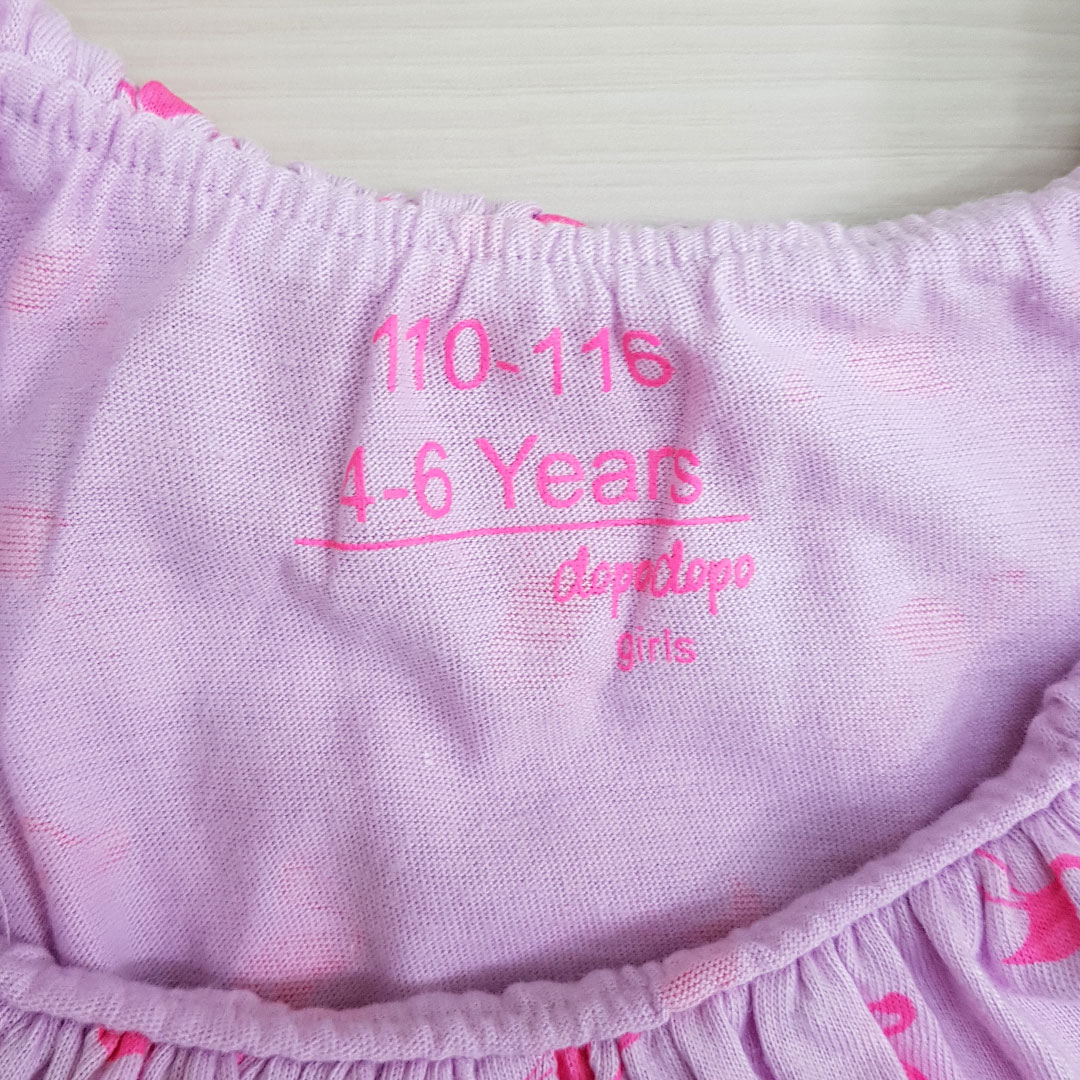 110-116
4-6 Years
dopodopo
girls